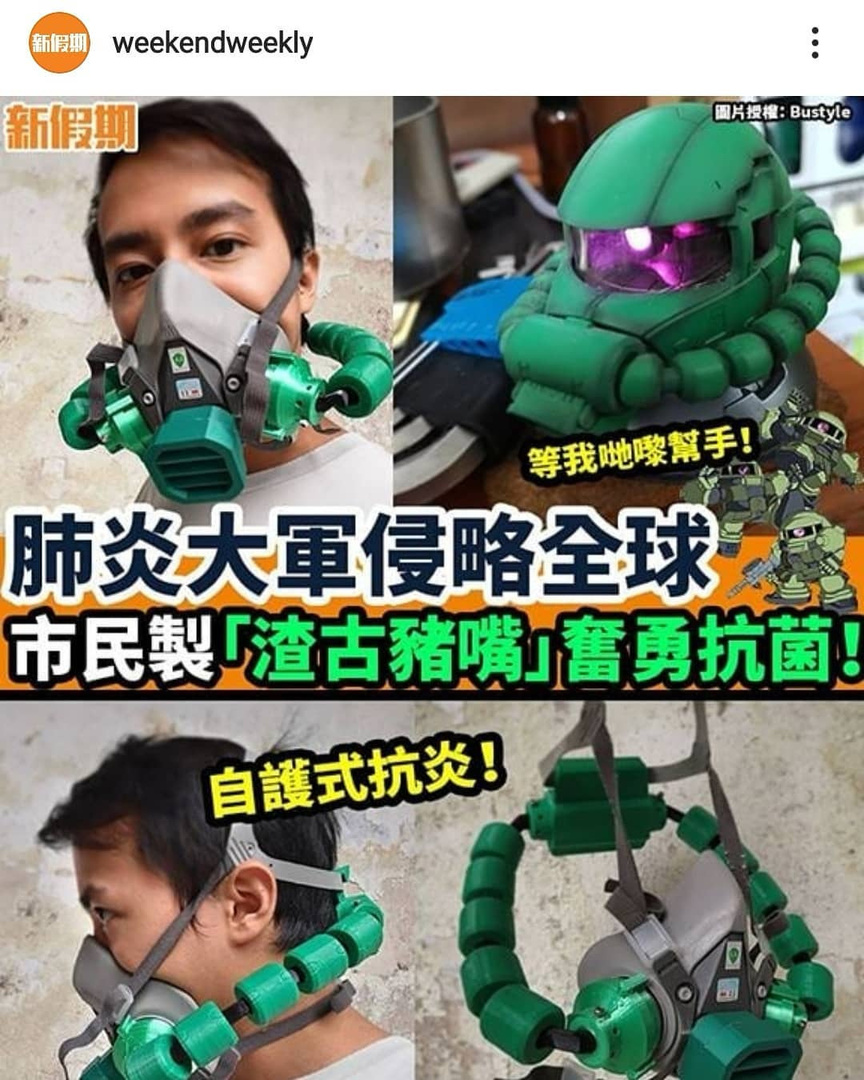 新假期
weekendweekly
新假期
圖片授權：Bustyle
等我哋嚟幫手！
肺炎大軍侵略全球
市民製「渣古豬嘴」奮勇抗菌！
自護式抗炎！